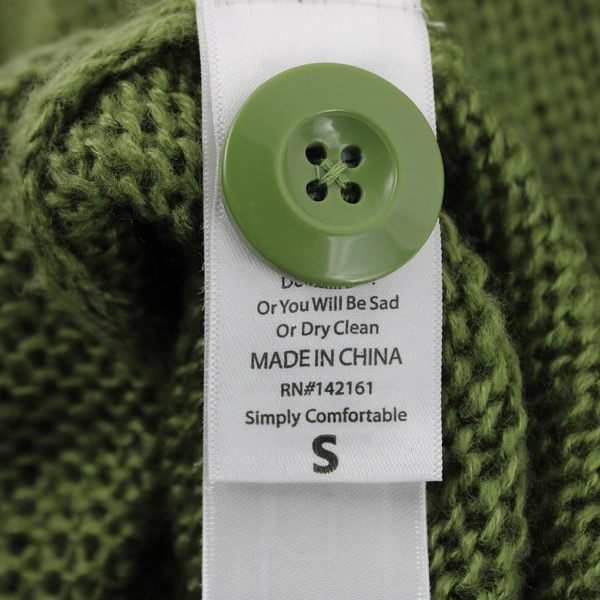 Or You Will Be Sad
Or Dry Clean
MADE IN CHINA
RN#142161
Simply Comfortable
S